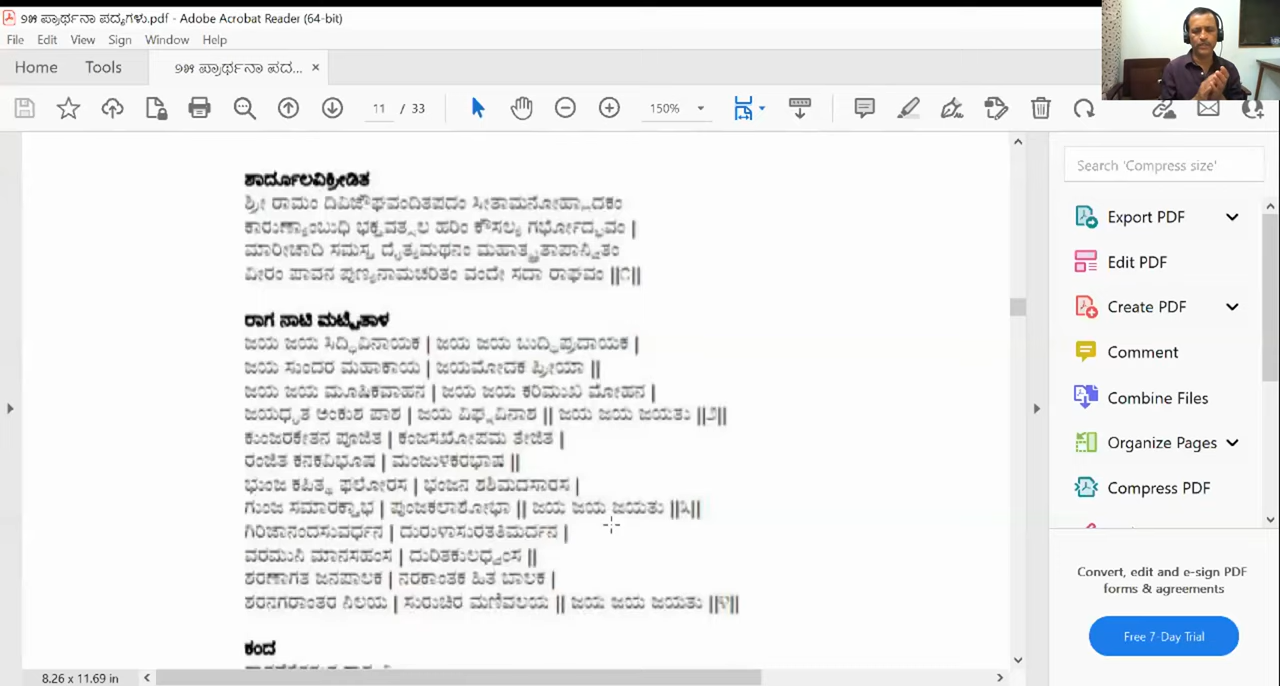 ೨೫ ಪ್ರಾರ್ಥನಾ ಪದ್ಯಗಳು.pdf - Adobe Acrobat Reader (64-bit)
File Edit View Sign Window Help
Home Tools ೨೫ ಪ್ರಾರ್ಥನಾ ಪದ... ×
11 / 33 150%
ಶಾರ್ದೂಲವಿಕ್ರೀಡಿತ
ಶ್ರೀ ರಾಮಂ ದಿವಿಜೌಘವಂದಿತಪದಂ ಸೀತಾಮನೋಹ್ಲಾದಕಂ
ಕಾರುಣ್ಯಾಂಬುಧಿ ಭಕ್ತವತ್ಸಲ ಹರಿಂ ಕೌಸಲ್ಯ ಗರ್ಭೋದ್ಭವಂ |
ಮಾರೀಚಾದಿ ಸಮಸ್ತ ದೈತ್ಯಮಥನಂ ಮಹಾತ್ಪ್ರತಾಪಾನ್ವಿತಂ
ವೀರಂ ಪಾವನ ಪುಣ್ಯನಾಮಚರಿತಂ ವಂದೇ ಸದಾ ರಾಘವಂ ||೧||
ರಾಗ ನಾಟಿ ಮಟ್ಟೆತಾಳ
ಜಯ ಜಯ ಸಿದ್ಧಿವಿನಾಯಕ | ಜಯ ಜಯ ಬುದ್ಧಿಪ್ರದಾಯಕ |
ಜಯ ಸುಂದರ ಮಹಾಕಾಯ | ಜಯಮೋದಕ ಪ್ರೀಯಾ ||
ಜಯ ಜಯ ಮೂಷಿಕವಾಹನ | ಜಯ ಜಯ ಕರಿಮುಖ ಮೋಹನ |
ಜಯಧೃತ ಅಂಕುಶ ಪಾಶ | ಜಯ ವಿಘ್ನವಿನಾಶ || ಜಯ ಜಯ ಜಯತು ||೨||
ಕುಂಜರಕೇತನ ಪೂಜಿತ | ಕಂಜಸಖೋಪಮ ತೇಜಿತ |
ರಂಜಿತ ಕನಕವಿಭೂಷ | ಮಂಜುಳಕರಭಾಷ ||
ಭುಂಜ ಕಪಿತ್ಥ ಫಲೋರಸ | ಭಂಜನ ಶಶಿಮದಸಾರಸ |
ಗುಂಜ ಸಮಾರಕ್ತಾಭ | ಪುಂಜಕಲಾಶೋಭಾ || ಜಯ ಜಯ ಜಯತು ||೩||
ಗಿರಿಜಾನಂದಸುವರ್ಧನ | ದುರುಳಾಸುರತತಿಮರ್ದನ |
ವರಮುನಿ ಮಾನಸಹಂಸ | ದುರಿತಕುಲಧ್ವಂಸ ||
ಶರಣಾಗತ ಜನಪಾಲಕ | ನರಕಾಂತಕ ಹಿತ ಬಾಲಕ |
ಶರನಗರಾಂತರ ನಿಲಯ | ಸುರುಚಿರ ಮಣಿವಲಯ || ಜಯ ಜಯ ಜಯತು ||೪||
ಕಂದ
8.26 x 11.69 in
Search 'Compress size'
Export PDF
Edit PDF
Create PDF
Comment
Combine Files
Organize Pages
Compress PDF
Convert, edit and e-sign PDF
forms & agreements
Free 7-Day Trial